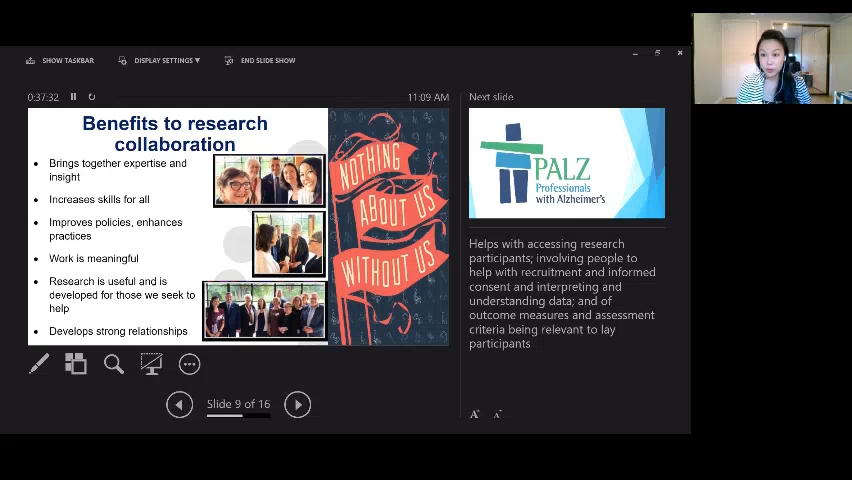 SHOW TASKBAR
DISPLAY SETTINGS ▼
END SLIDE SHOW
0:37:32
11:09 AM
Next slide
Benefits to research
collaboration
• Brings together expertise and
insight
• Increases skills for all
• Improves policies, enhances
practices
• Work is meaningful
• Research is useful and is
developed for those we seek to
help
• Develops strong relationships
NOTHING
ABOUT US
WITHOUT US
PALZ
Professionals
with Alzheimer's
Helps with accessing research
participants; involving people to
help with recruitment and informed
consent and interpreting and
understanding data; and of
outcome measures and assessment
criteria being relevant to lay
participants
Slide 9 of 16
A A